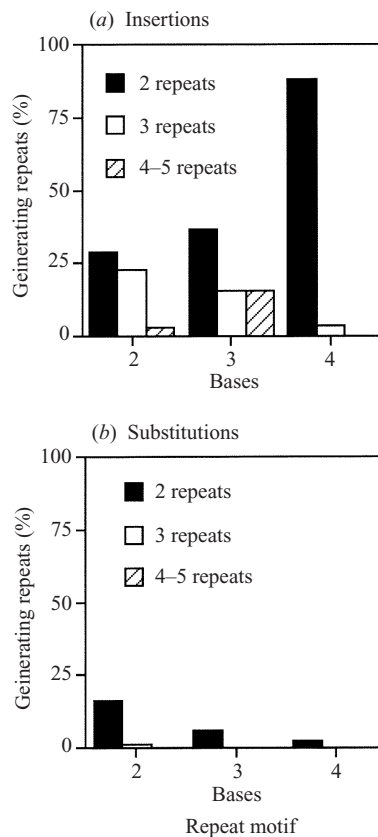 (a) Insertions
100
75
50
25
0
Geinerating repeats (%)
2 repeats
3 repeats
4–5 repeats
2 3 4
Bases
(b) Substitutions
100
75
50
25
0
Geinerating repeats (%)
2 repeats
3 repeats
4–5 repeats
2 3 4
Bases
Repeat motif